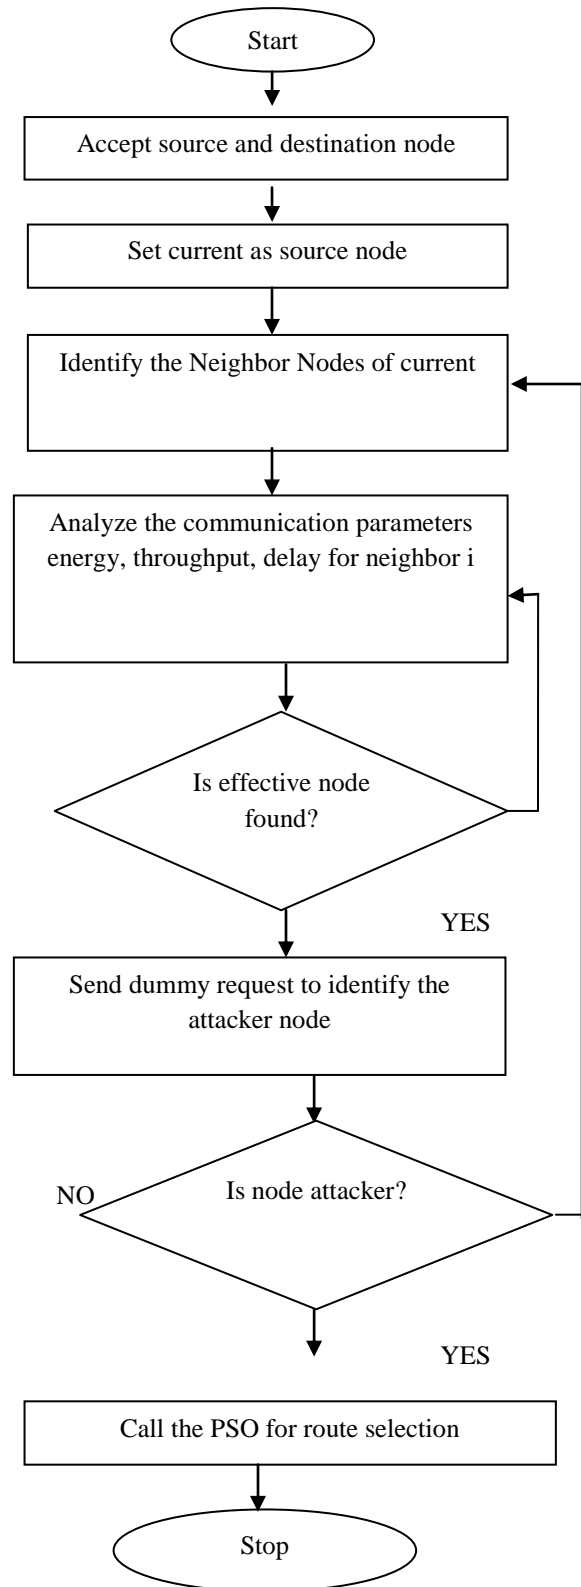 Start
Accept source and destination node
Set current as source node
Identify the Neighbor Nodes of current
Analyze the communication parameters
energy, throughput, delay for neighbor i
Is effective node
found?
YES
Send dummy request to identify the
attacker node
NO
Is node attacker?
YES
Call the PSO for route selection
Stop